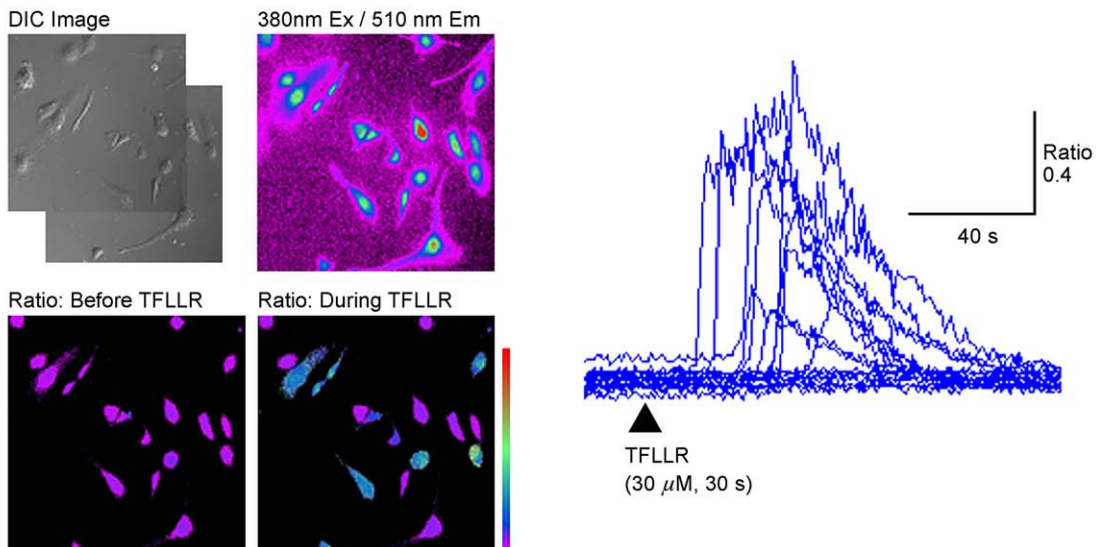 DIC Image
380nm Ex / 510 nm Em
Ratio: Before TFLLR
Ratio: During TFLLR
Ratio
0.4
40 s
TFLLR
(30 μM, 30 s)